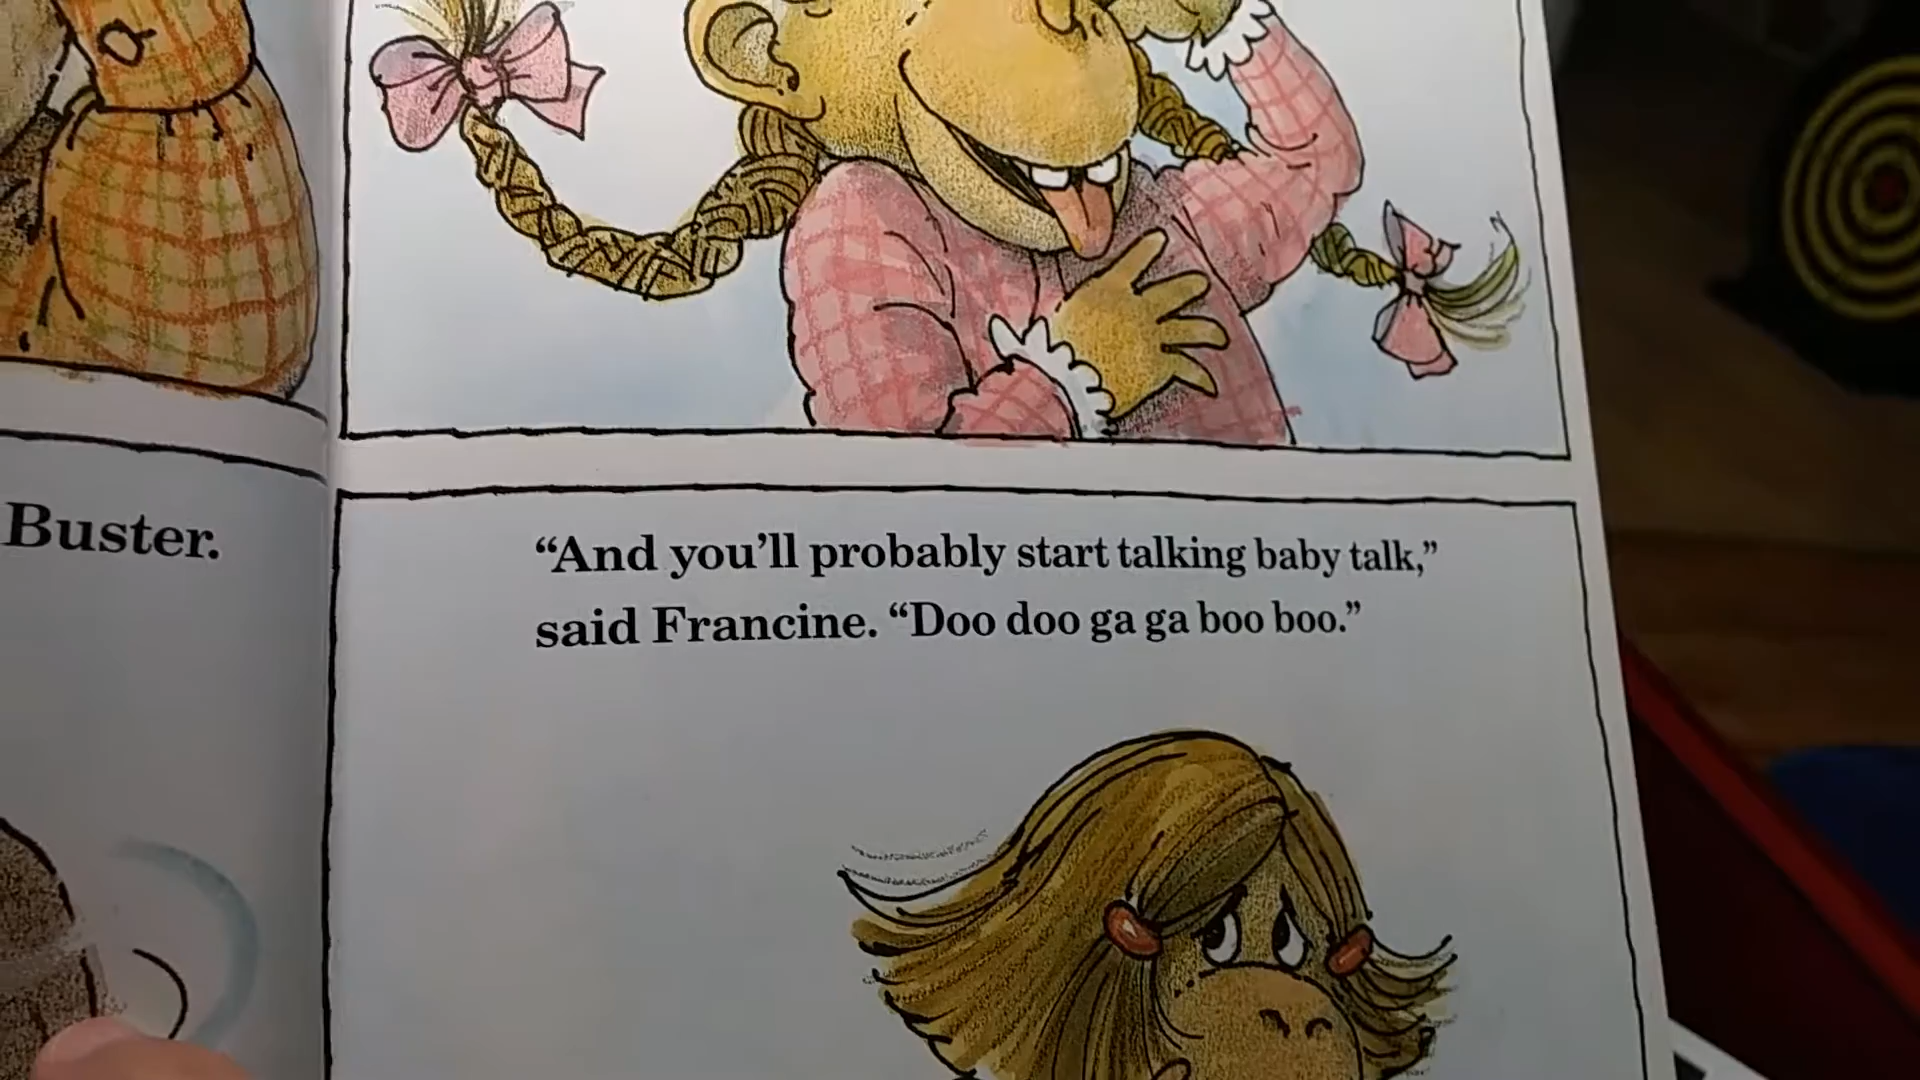 Buster.
“And you’ll probably start talking baby talk,”
said Francine. “Doo doo ga ga boo boo.”